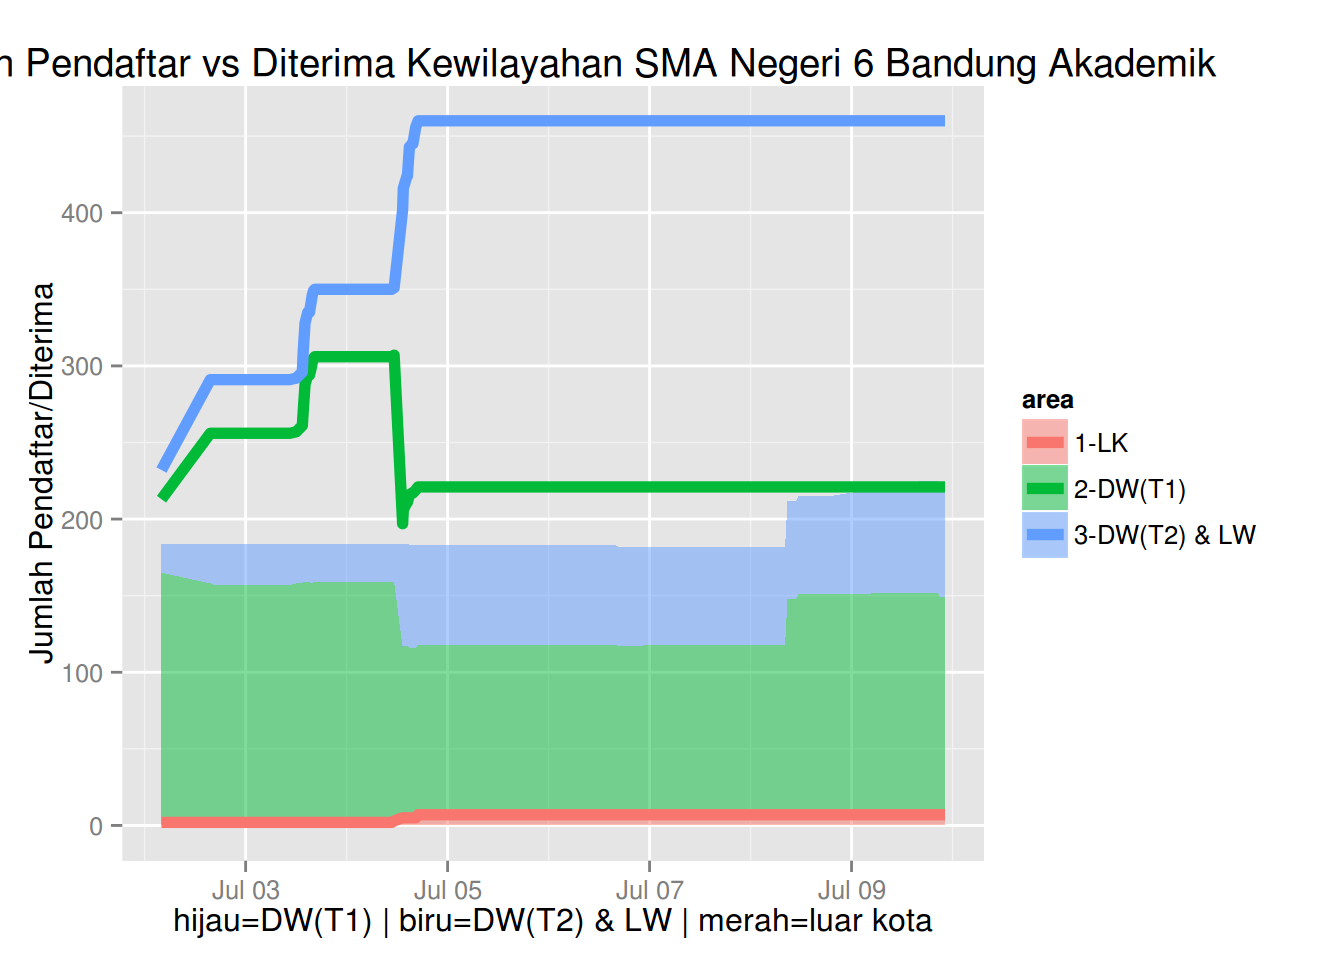 Pendaftar vs Diterima Kewilayahan SMA Negeri 6 Bandung Akademik
Jumlah Pendaftar/Diterima
400
300
200
100
0
Jul 03
Jul 05
Jul 07
Jul 09
hijau=DW(T1) | biru=DW(T2) & LW | merah=luar kota
area
1-LK
2-DW(T1)
3-DW(T2) & LW